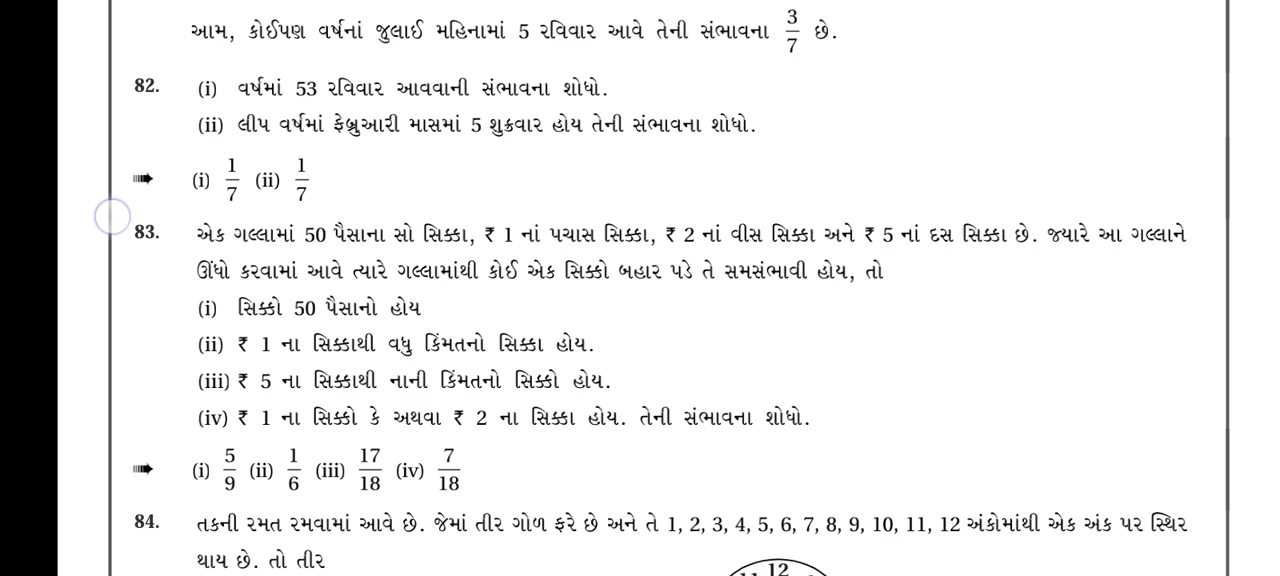 આમ, કોઈપણ વર્ષનાં જુલાઈ મહિનામાં 5 રવિવાર આવે તેની સંભાવના 3/7 છે.
82. (i) વર્ષમાં 53 રવિવાર આવવાની સંભાવના શોધો.
(ii) લીપ વર્ષમાં ફેબ્રુઆરી માસમાં 5 શુક્રવાર હોય તેની સંભાવના શોધો.
➠ (i) 1/7 (ii) 1/7
83. એક ગલ્લામાં 50 પૈસાના સો સિક્કા, ₹ 1 નાં પચાસ સિક્કા, ₹ 2 નાં વીસ સિક્કા અને ₹ 5 નાં દસ સિક્કા છે. જ્યારે આ ગલ્લાને
ઊંધો કરવામાં આવે ત્યારે ગલ્લામાંથી કોઈ એક સિક્કો બહાર પડે તે સમસંભાવી હોય, તો
(i) સિક્કો 50 પૈસાનો હોય
(ii) ₹ 1 ના સિક્કાથી વધુ કિંમતનો સિક્કા હોય.
(iii) ₹ 5 ના સિક્કાથી નાની કિંમતનો સિક્કો હોય.
(iv) ₹ 1 ના સિક્કો કે અથવા ₹ 2 ના સિક્કા હોય. તેની સંભાવના શોધો.
➠ (i) 5/9 (ii) 1/6 (iii) 17/18 (iv) 7/18
84. તકની રમત રમવામાં આવે છે. જેમાં તીર ગોળ ફરે છે અને તે 1, 2, 3, 4, 5, 6, 7, 8, 9, 10, 11, 12 અંકોમાંથી એક અંક પર સ્થિર
થાય છે. તો તીર
12